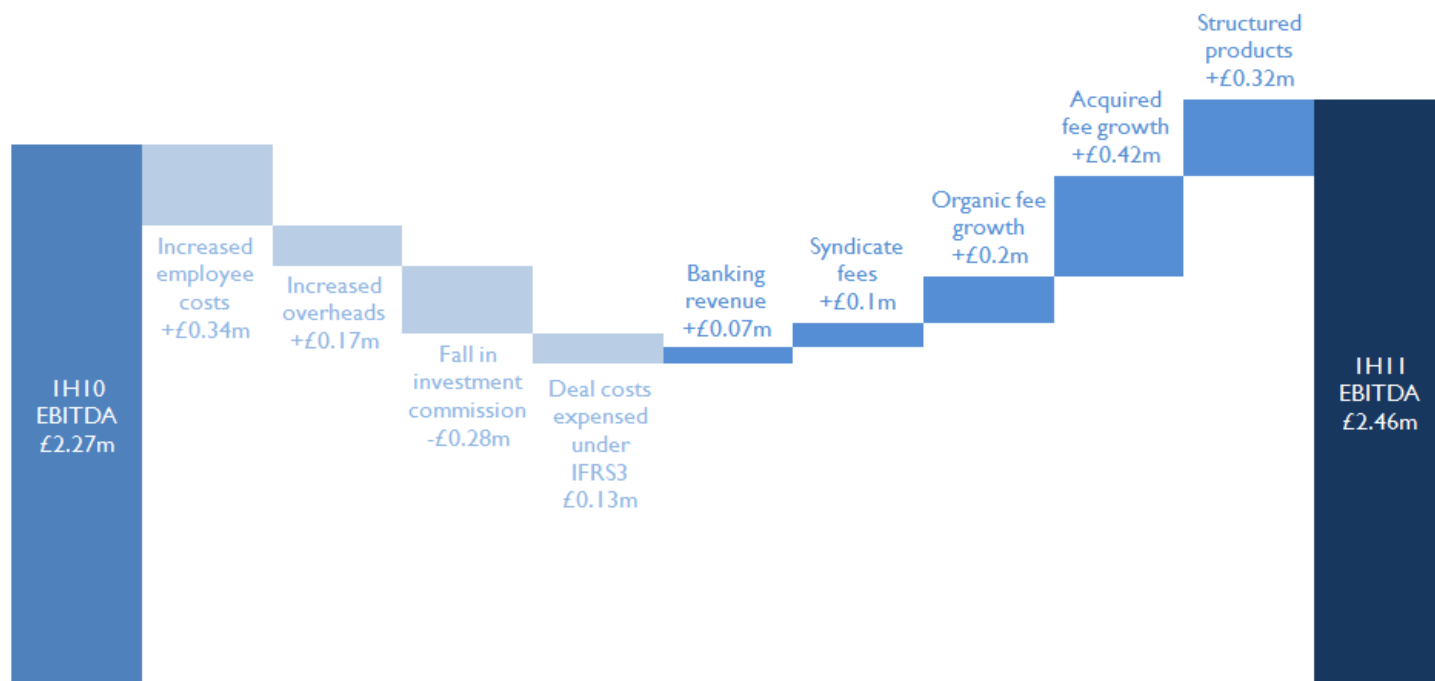 1H10
EBITDA
£2.27m
Increased
employee
costs
+£0.34m
Increased
overheads
+£0.17m
Fall in
investment
commission
-£0.28m
Deal costs
expensed
under
IFRS3
£0.13m
Banking
revenue
+£0.07m
Syndicate
fees
+£0.1m
Organic fee
growth
+£0.2m
Acquired
fee growth
+£0.42m
Structured
products
+£0.32m
1H11
EBITDA
£2.46m